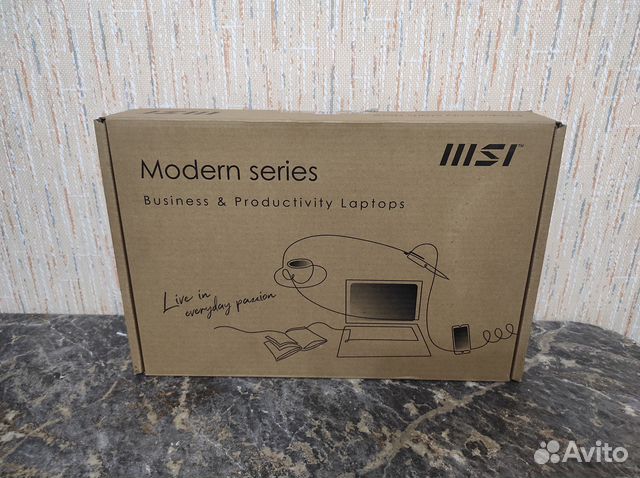 msi
Modern series
Business & Productivity Laptops
Live in
everyday passion
Avito